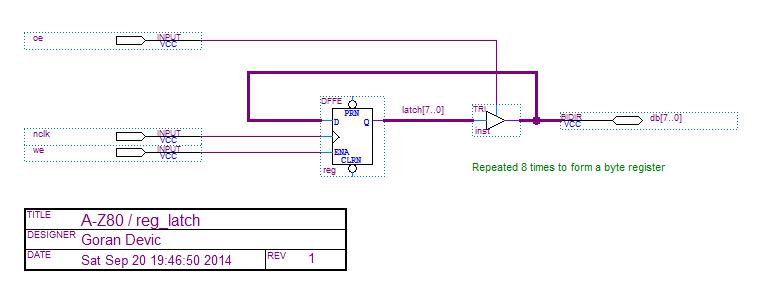 oe INPUT
VCC
DFFE
PRN
D Q
latch[7..0]
TRI
inst
BIDIR
VCC
db[7..0]
nclk INPUT
VCC
we INPUT
VCC
ENA
CLRN
reg
Repeated 8 times to form a byte register
TITLE A-Z80 / reg_latch
DESIGNER Goran Devic
DATE Sat Sep 20 19:46:50 2014 REV 1